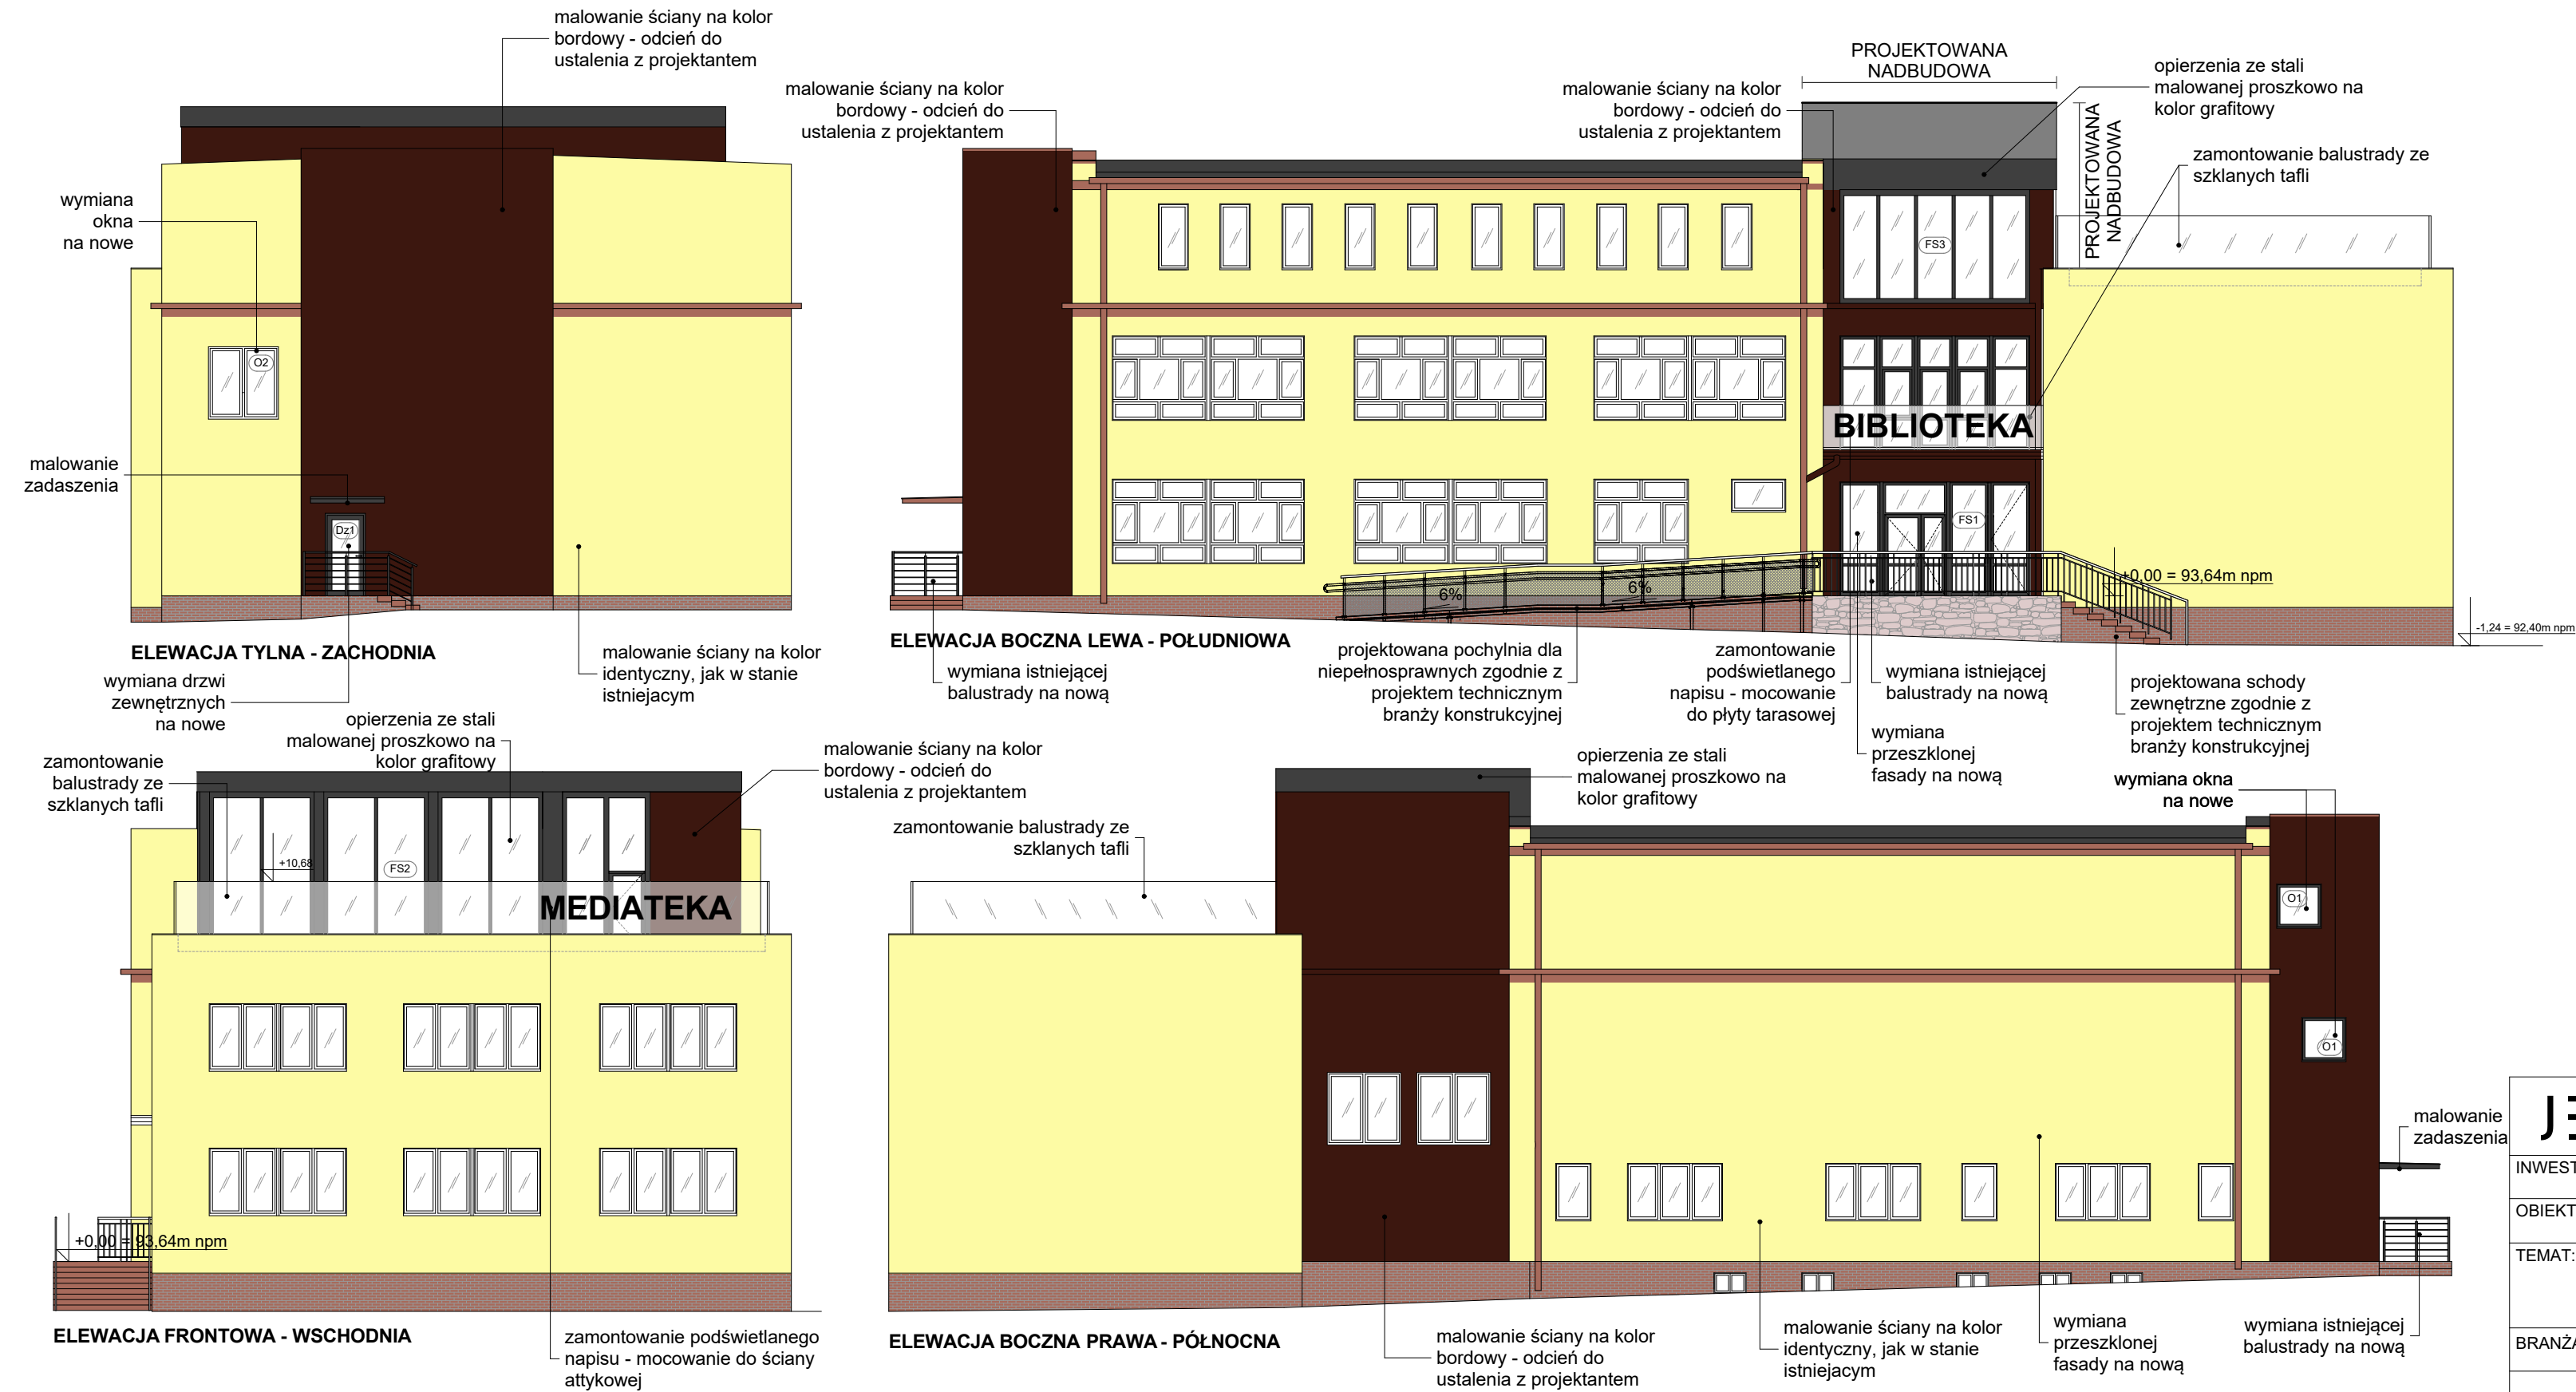 malowanie ściany na kolor
bordowy - odcień do
ustalenia z projektantem
wymiana
okna
na nowe
O2
malowanie
zadaszenia
Dz1
ELEWACJA TYLNA - ZACHODNIA
wymiana drzwi
zewnętrznych
na nowe
malowanie ściany na kolor
identyczny, jak w stanie
istniejacym
malowanie ściany na kolor
bordowy - odcień do
ustalenia z projektantem
malowanie ściany na kolor
bordowy - odcień do
ustalenia z projektantem
PROJEKTOWANA
NADBUDOWA
opierzenia ze stali
malowanej proszkowo na
kolor grafitowy
PROJEKTOWANA
NADBUDOWA
zamontowanie balustrady ze
szklanych tafli
FS3
BIBLIOTEKA
FS1
6%
6%
+0,00 = 93,64m npm
-1,24 = 92,40m npm
ELEWACJA BOCZNA LEWA - POŁUDNIOWA
wymiana istniejącej
balustrady na nową
projektowana pochylnia dla
niepełnosprawnych zgodnie z
projektem technicznym
branży konstrukcyjnej
zamontowanie
podświetlanego
napisu - mocowanie
do płyty tarasowej
wymiana istniejącej
balustrady na nową
wymiana
przeszklonej
fasady na nową
projektowana schody
zewnętrzne zgodnie z
projektem technicznym
branży konstrukcyjnej
zamontowanie
balustrady ze
szklanych tafli
opierzenia ze stali
malowanej proszkowo na
kolor grafitowy
malowanie ściany na kolor
bordowy - odcień do
ustalenia z projektantem
+10,68
FS2
MEDIATEKA
+0,00 = 93,64m npm
ELEWACJA FRONTOWA - WSCHODNIA
zamontowanie podświetlanego
napisu - mocowanie do ściany
attykowej
zamontowanie balustrady ze
szklanych tafli
opierzenia ze stali
malowanej proszkowo na
kolor grafitowy
wymiana okna
na nowe
O1
O1
malowanie
zadaszenia
ELEWACJA BOCZNA PRAWA - PÓŁNOCNA
malowanie ściany na kolor
bordowy - odcień do
ustalenia z projektantem
malowanie ściany na kolor
identyczny, jak w stanie
istniejacym
wymiana
przeszklonej
fasady na nową
wymiana istniejącej
balustrady na nową
INWEST
OBIEKT
TEMAT:
BRANŻA